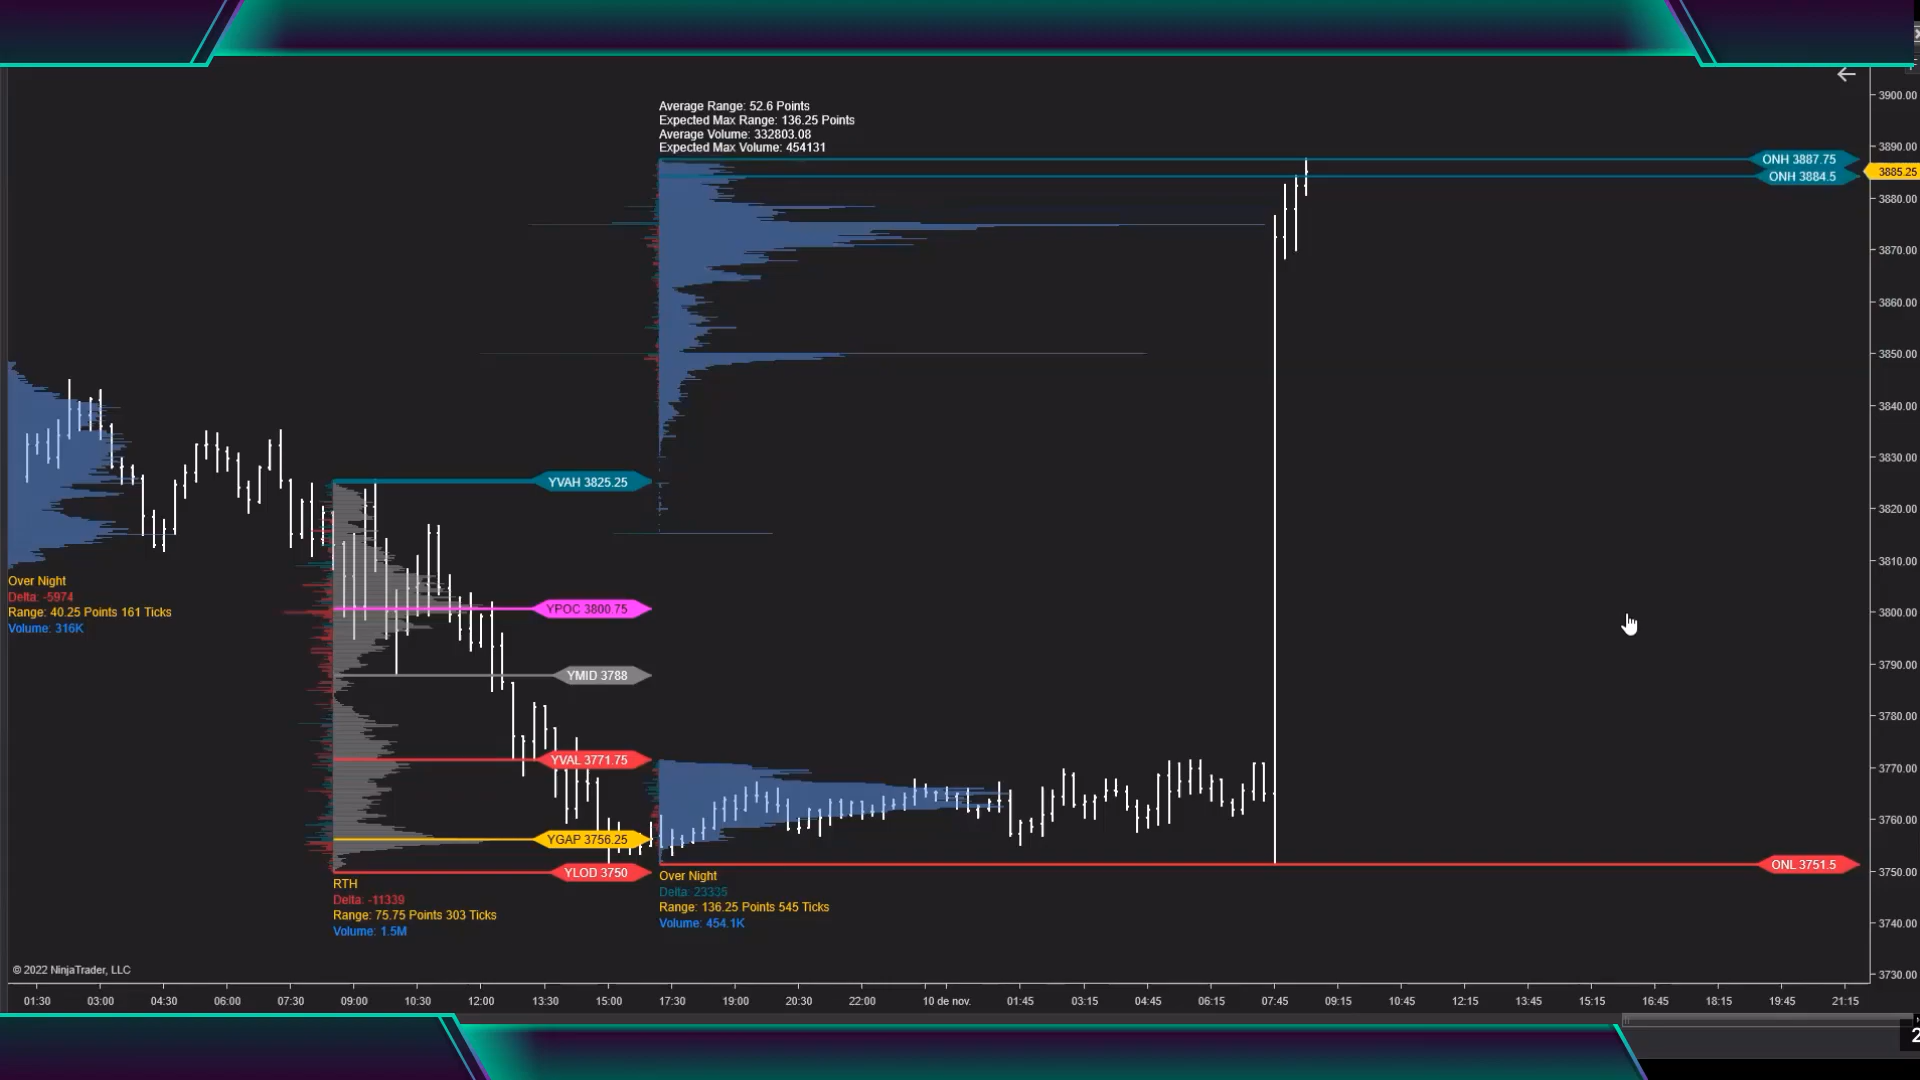 Average Range: 52.6 Points
Expected Max Range: 136.25 Points
Average Volume: 332803.08
Expected Max Volume: 454131
ONH 3887.75
ONH 3884.5
3900.00
3890.00
3885.25
3880.00
3870.00
3860.00
3850.00
3840.00
3830.00
3820.00
3810.00
3800.00
3790.00
3780.00
3770.00
3760.00
3750.00
3740.00
3730.00
YVAH 3825.25
YPOC 3800.75
YMID 3788
YVAL 3771.75
YGAP 3756.25
YLOD 3750
ONL 3751.5
Over Night
Delta: -5974
Range: 40.25 Points 161 Ticks
Volume: 316K
RTH
Delta: -11339
Range: 75.75 Points 303 Ticks
Volume: 1.5M
Over Night
Delta: 23335
Range: 136.25 Points 545 Ticks
Volume: 454.1K
© 2022 NinjaTrader, LLC
01:30 03:00 04:30 06:00 07:30 09:00 10:30 12:00 13:30 15:00 17:30 19:00 20:30 22:00 10 de nov. 01:45 03:15 04:45 06:15 07:45 09:15 10:45 12:15 13:45 15:15 16:45 18:15 19:45 21:15